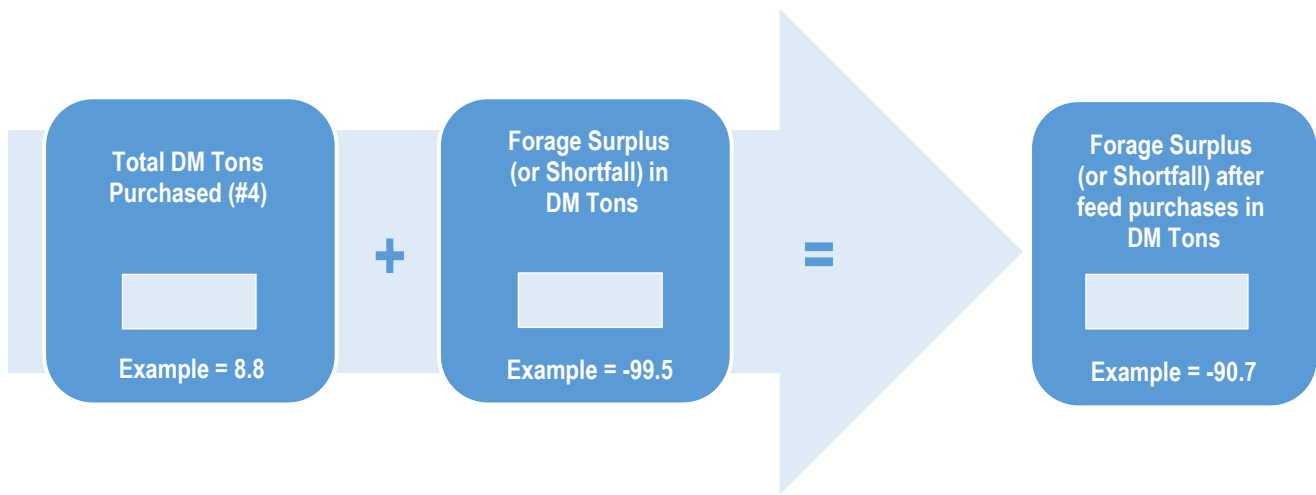 Total DM Tons
Purchased (#4)
Example = 8.8
+
Forage Surplus
(or Shortfall) in
DM Tons
Example = -99.5
=
Forage Surplus
(or Shortfall) after
feed purchases in
DM Tons
Example = -90.7